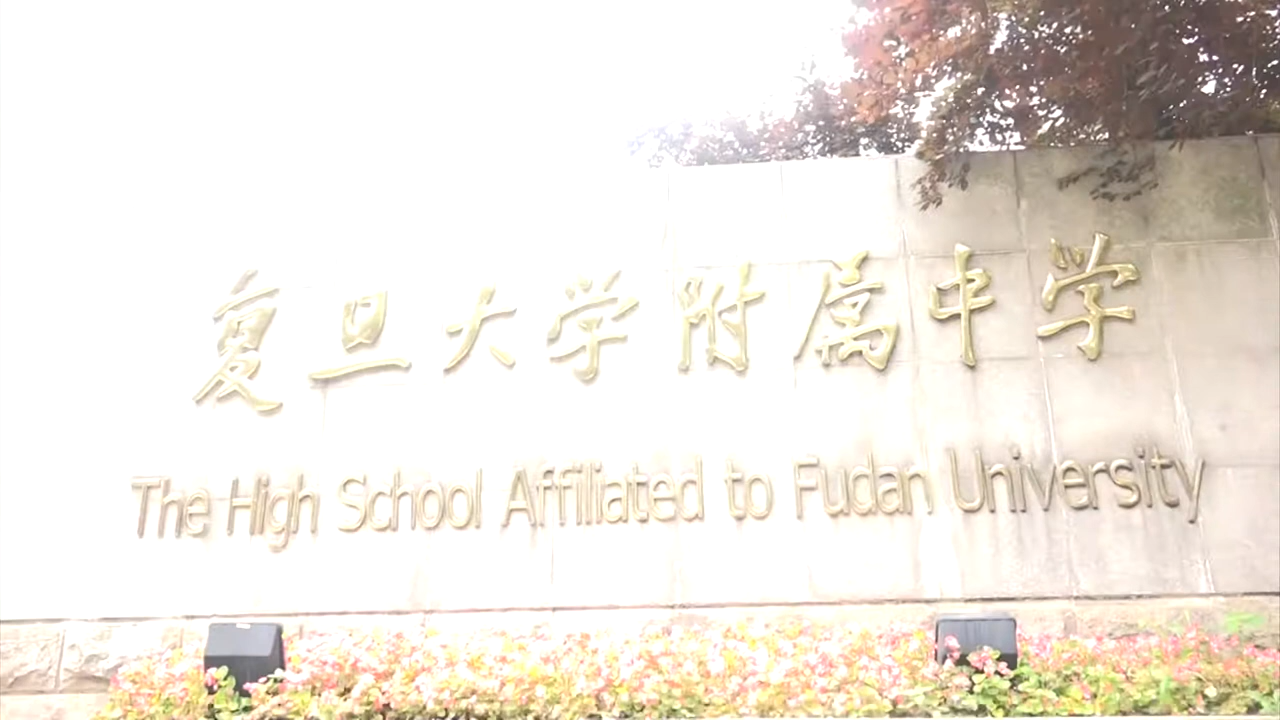 复旦大学附属中学
The High School Affiliated to Fudan University